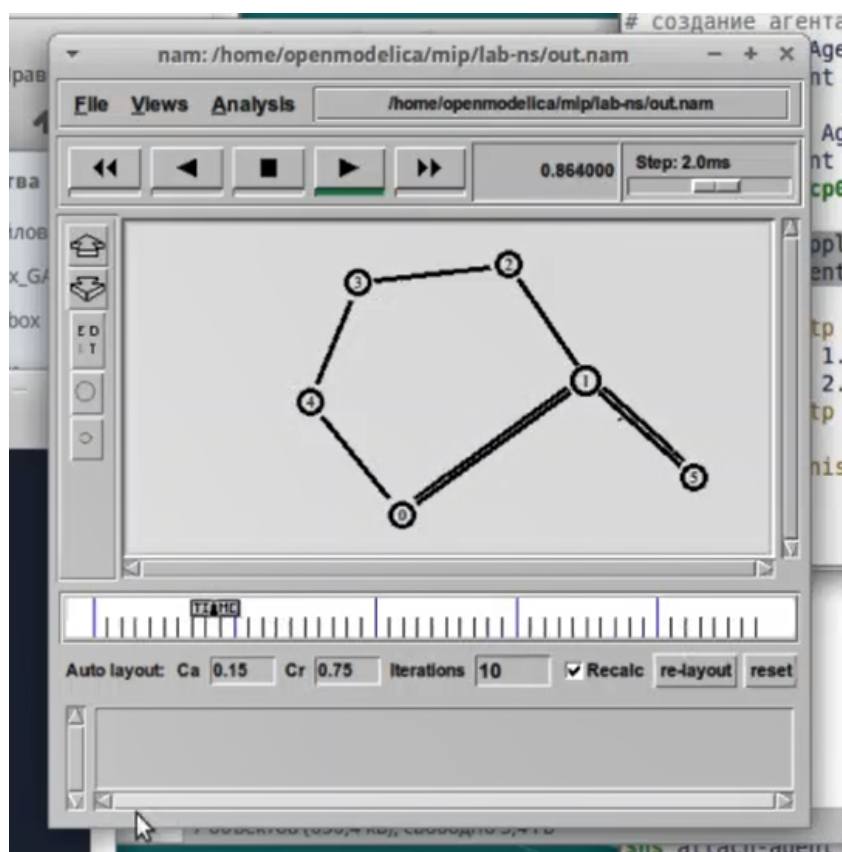 # создание агента
nam: /home/openmodelica/mip/lab-ns/out.nam
File Views Analysis /home/openmodelica/mip/lab-ns/out.nam
0.864000 Step: 2.0ms
3 2
4 1
0 5
E D
I T
TIME
Auto layout: Ca 0.15 Cr 0.75 Iterations 10 Recalc re-layout reset